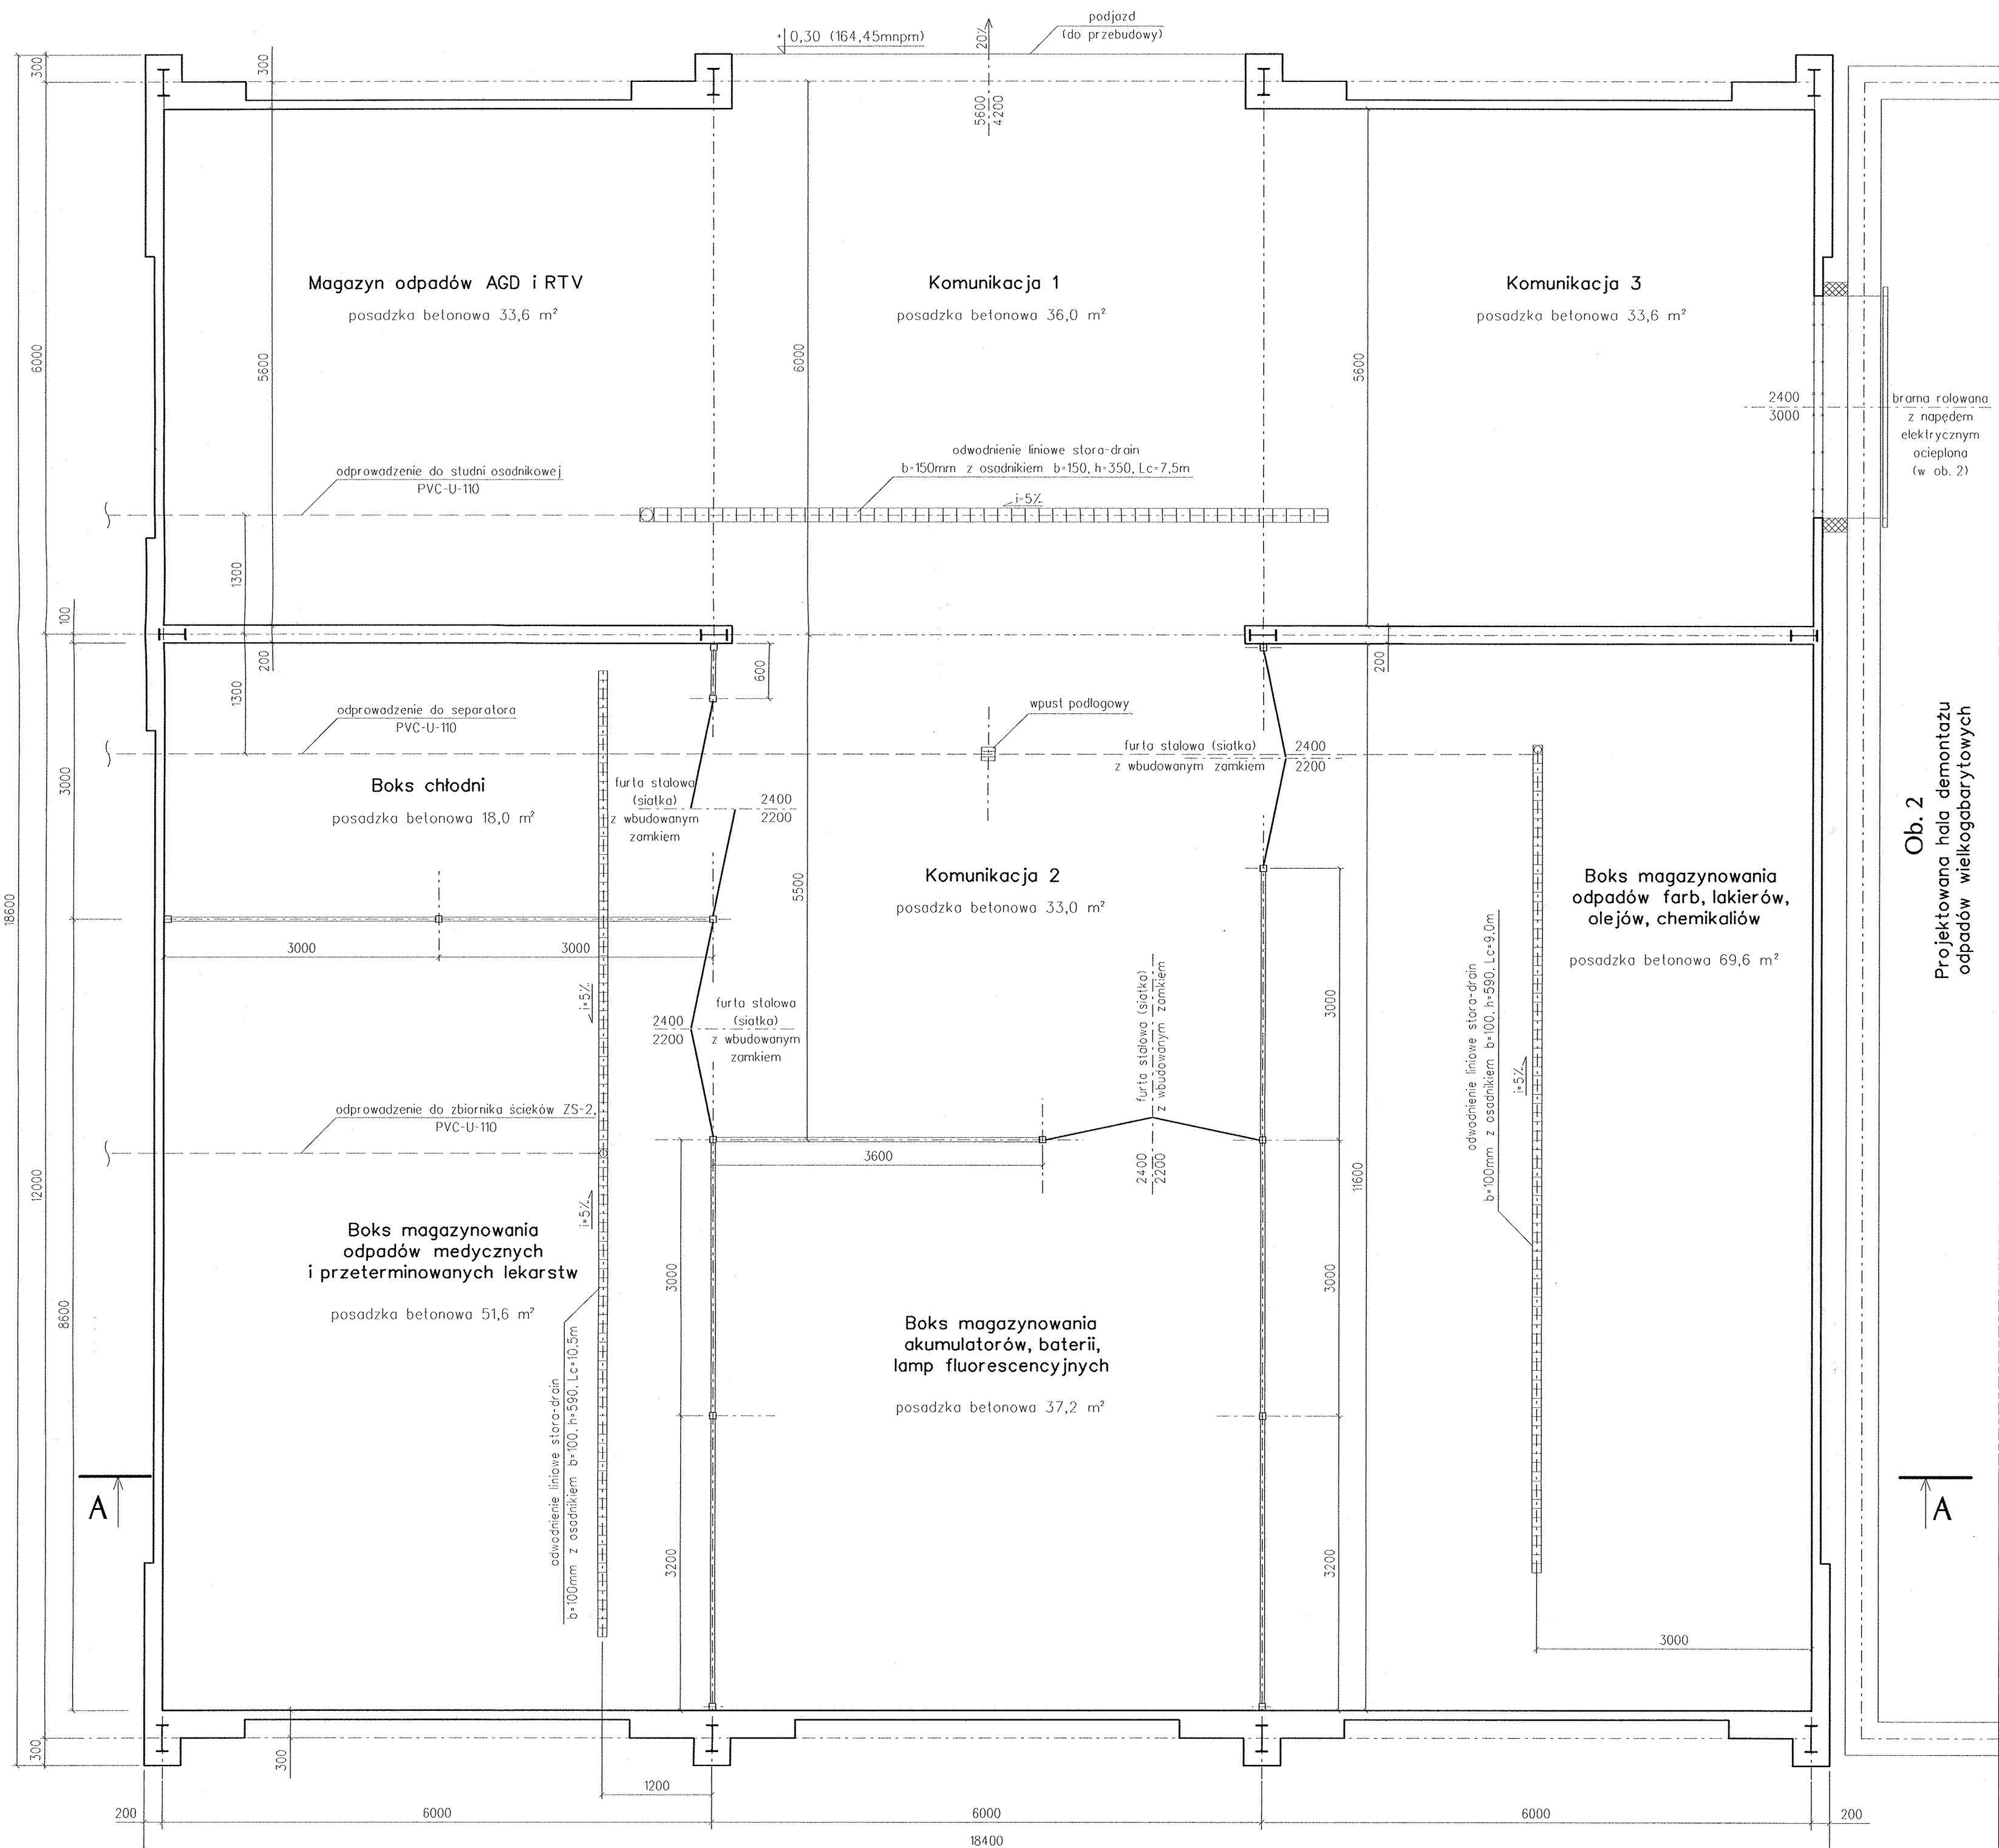 podjazd
(do przebudowy)
+0,30 (164,45mnpm)
20%
5600
4200
300
300
6000
5600
6000
5600
Magazyn odpadów AGD i RTV
posadzka betonowa 33,6 m²
Komunikacja 1
posadzka betonowa 36,0 m²
Komunikacja 3
posadzka betonowa 33,6 m²
2400
3000
brama rolowana
z napędem
elektrycznym
ocieplona
(w ob. 2)
odprowadzenie do studni osadnikowej
PVC-U-110
odwodnienie liniowe stora-drain
b=150mm z osadnikiem b=150, h=350, Lc=7,5m
i=5%
1300
100
200
1300
600
200
odprowadzenie do separatora
PVC-U-110
wpust podłogowy
furta stalowa (siatka)
z wbudowanym zamkiem
2400
2200
Boks chłodni
posadzka betonowa 18,0 m²
furta stalowa
(siatka)
z wbudowanym
zamkiem
2400
2200
3000
18600
5500
Komunikacja 2
posadzka betonowa 33,0 m²
Boks magazynowania
odpadów farb, lakierów,
olejów, chemikaliów
posadzka betonowa 69,6 m²
Ob. 2
Projektowana hala demontażu
odpadów wielkogabarytowych
3000
3000
i=5%
2400
2200
furta stalowa
(siatka)
z wbudowanym
zamkiem
furta stalowa (siatka)
z wbudowanym zamkiem
2400
2200
3000
odwodnienie liniowe stora-drain
b=100mm z osadnikiem b=100, h=590, Lc=9.0m
i=5%
odprowadzenie do zbiornika ścieków ZS-2,
PVC-U-110
3600
12000
11600
i=5%
Boks magazynowania
odpadów medycznych
i przeterminowanych lekarstw
posadzka betonowa 51,6 m²
8600
3000
3000
Boks magazynowania
akumulatorów, baterii,
lamp fluorescencyjnych
posadzka betonowa 37,2 m²
odwodnienie liniowe stora-drain
b=100mm z osadnikiem b=100, h=590, Lc=10.5m
A
A
3200
3200
3000
300
300
1200
200
6000
6000
6000
200
18400